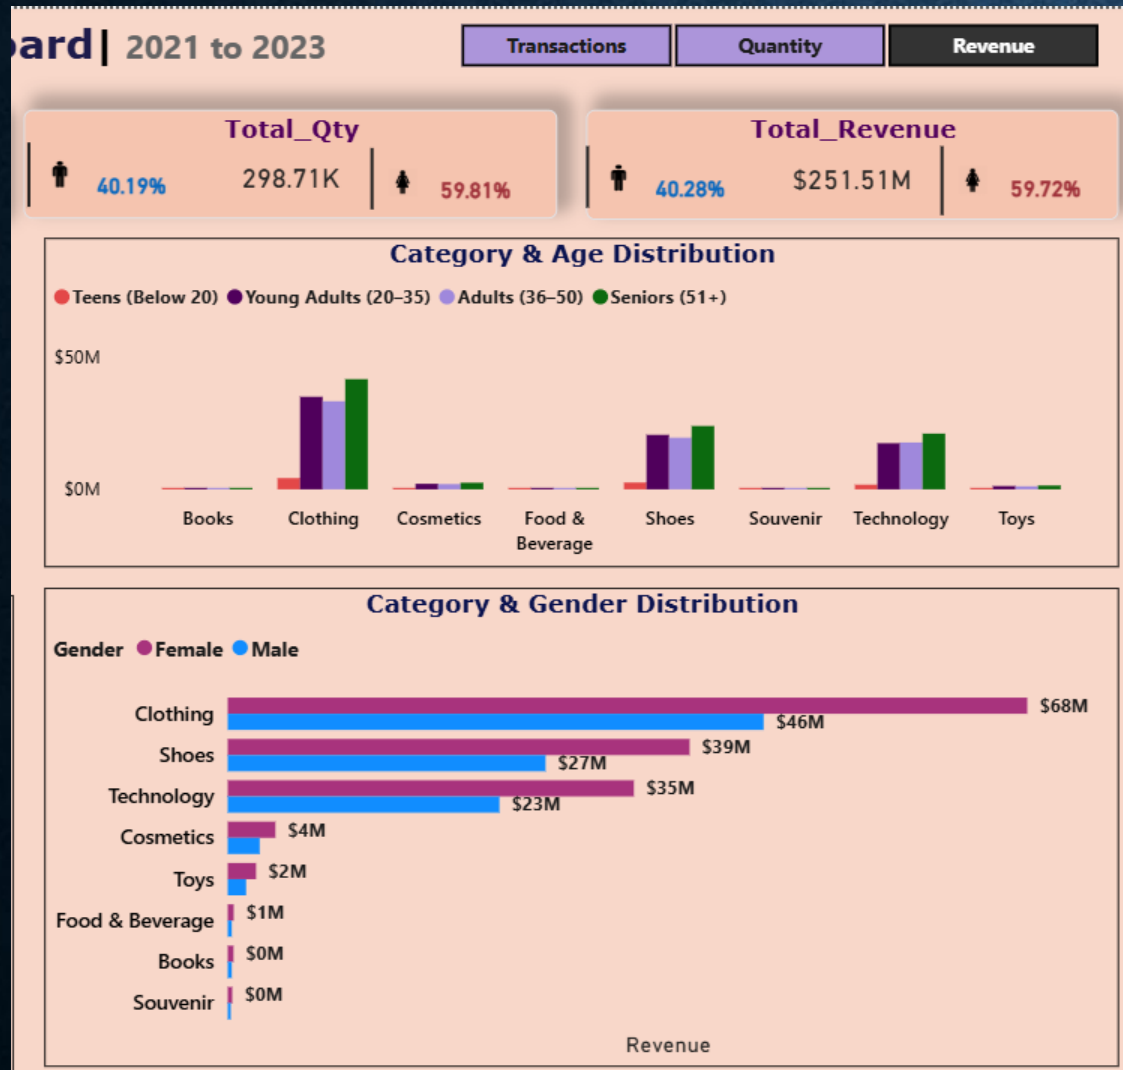 ard| 2021 to 2023
Transactions
Quantity
Revenue
Total_Qty
40.19%
298.71K
59.81%
Total_Revenue
40.28%
$251.51M
59.72%
Category & Age Distribution
Teens (Below 20) Young Adults (20–35) Adults (36–50) Seniors (51+)
$50M
$0M
Books
Clothing
Cosmetics
Food &
Beverage
Shoes
Souvenir
Technology
Toys
Category & Gender Distribution
Gender Female Male
Clothing
$68M
$46M
Shoes
$39M
$27M
Technology
$35M
$23M
Cosmetics
$4M
Toys
$2M
Food & Beverage
$1M
Books
$0M
Souvenir
$0M
Revenue